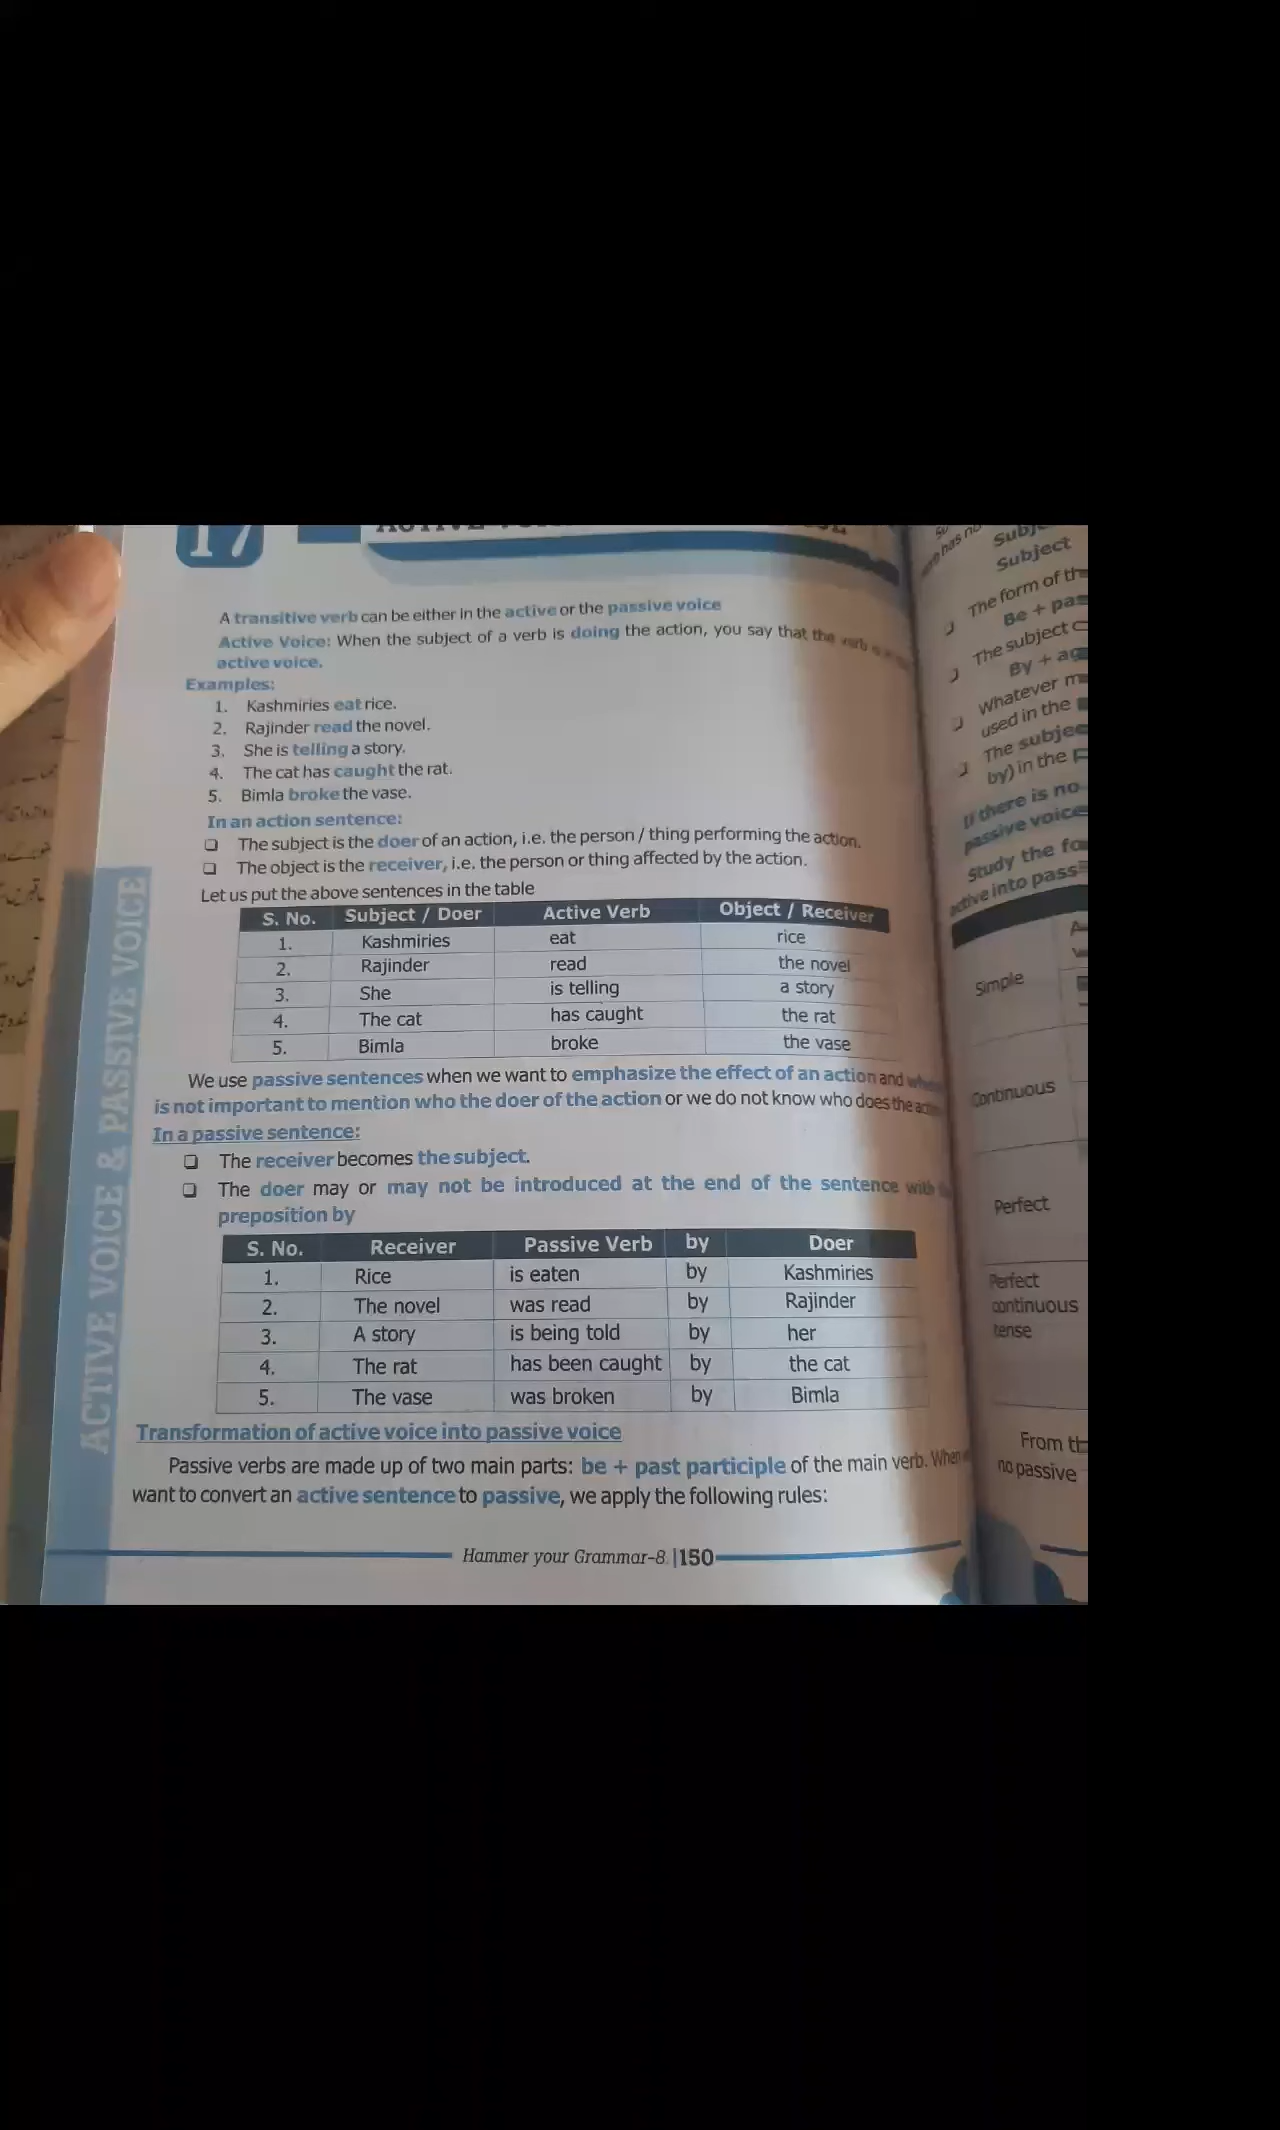 17
A transitive verb can be either in the active or the passive voice
Active Voice: When the subject of a verb is doing the action, you say that the verb
active voice.
Examples:
1. Kashmiries eat rice.
2. Rajinder read the novel.
3. She is telling a story.
4. The cat has caught the rat.
5. Bimla broke the vase.
In an action sentence:
❑ The subject is the doer of an action, i.e. the person / thing performing the action.
❑ The object is the receiver, i.e. the person or thing affected by the action.
Let us put the above sentences in the table
S. No. Subject / Doer Active Verb Object / Receiver
1. Kashmiries eat rice
2. Rajinder read the novel
3. She is telling a story
4. The cat has caught the rat
5. Bimla broke the vase
We use passive sentences when we want to emphasize the effect of an action and
is not important to mention who the doer of the action or we do not know who does the
In a passive sentence:
❑ The receiver becomes the subject.
❑ The doer may or may not be introduced at the end of the sentence with
preposition by
S. No. Receiver Passive Verb by Doer
1. Rice is eaten by Kashmiries
2. The novel was read by Rajinder
3. A story is being told by her
4. The rat has been caught by the cat
5. The vase was broken by Bimla
Transformation of active voice into passive voice
Passive verbs are made up of two main parts: be + past participle of the main verb. When
want to convert an active sentence to passive, we apply the following rules:
Hammer your Grammar-8 |150
ACTIVE VOICE & PASSIVE VOICE
Subject
❑ The form of
Be +
❑ The subject
By +
❑ Whatever
used in the
❑ The
by) in the
If there is no
passive voice
Study the
into
Simple
Continuous
Perfect
Perfect
continuous
tense
From
no passive